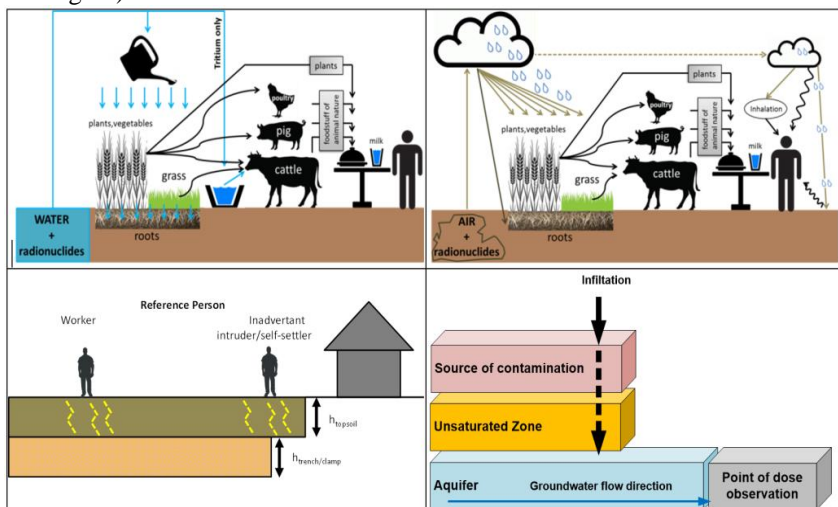 Tritium only
plants
poultry
plants,vegetables
pig
foodstuff of
animal nature
milk
grass
cattle
WATER
+
radionuclides
roots
plants
Inhalation
poultry
plants,vegetables
pig
foodstuff of
animal nature
milk
grass
cattle
AIR
+
radionuclides
roots
Reference Person
Worker
Inadvertant
intruder/self-settler
htopsoil
htrench/clamp
Infiltation
Source of contamination
Unsaturated Zone
Aquifer
Groundwater flow direction
Point of dose
observation